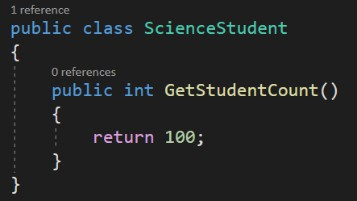 1 reference
public class ScienceStudent
{
0 references
public int GetStudentCount()
{
return 100;
}
}